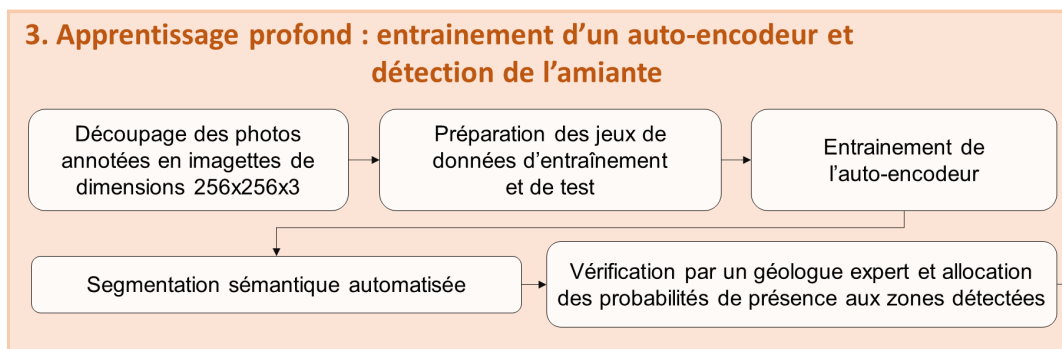 3. Apprentissage profond : entrainement d’un auto-encodeur et
détection de l’amiante
Découpage des photos
annotées en imagettes de
dimensions 256x256x3
Préparation des jeux de
données d’entraînement
et de test
Entrainement de
l’auto-encodeur
Segmentation sémantique automatisée
Vérification par un géologue expert et allocation
des probabilités de présence aux zones détectées